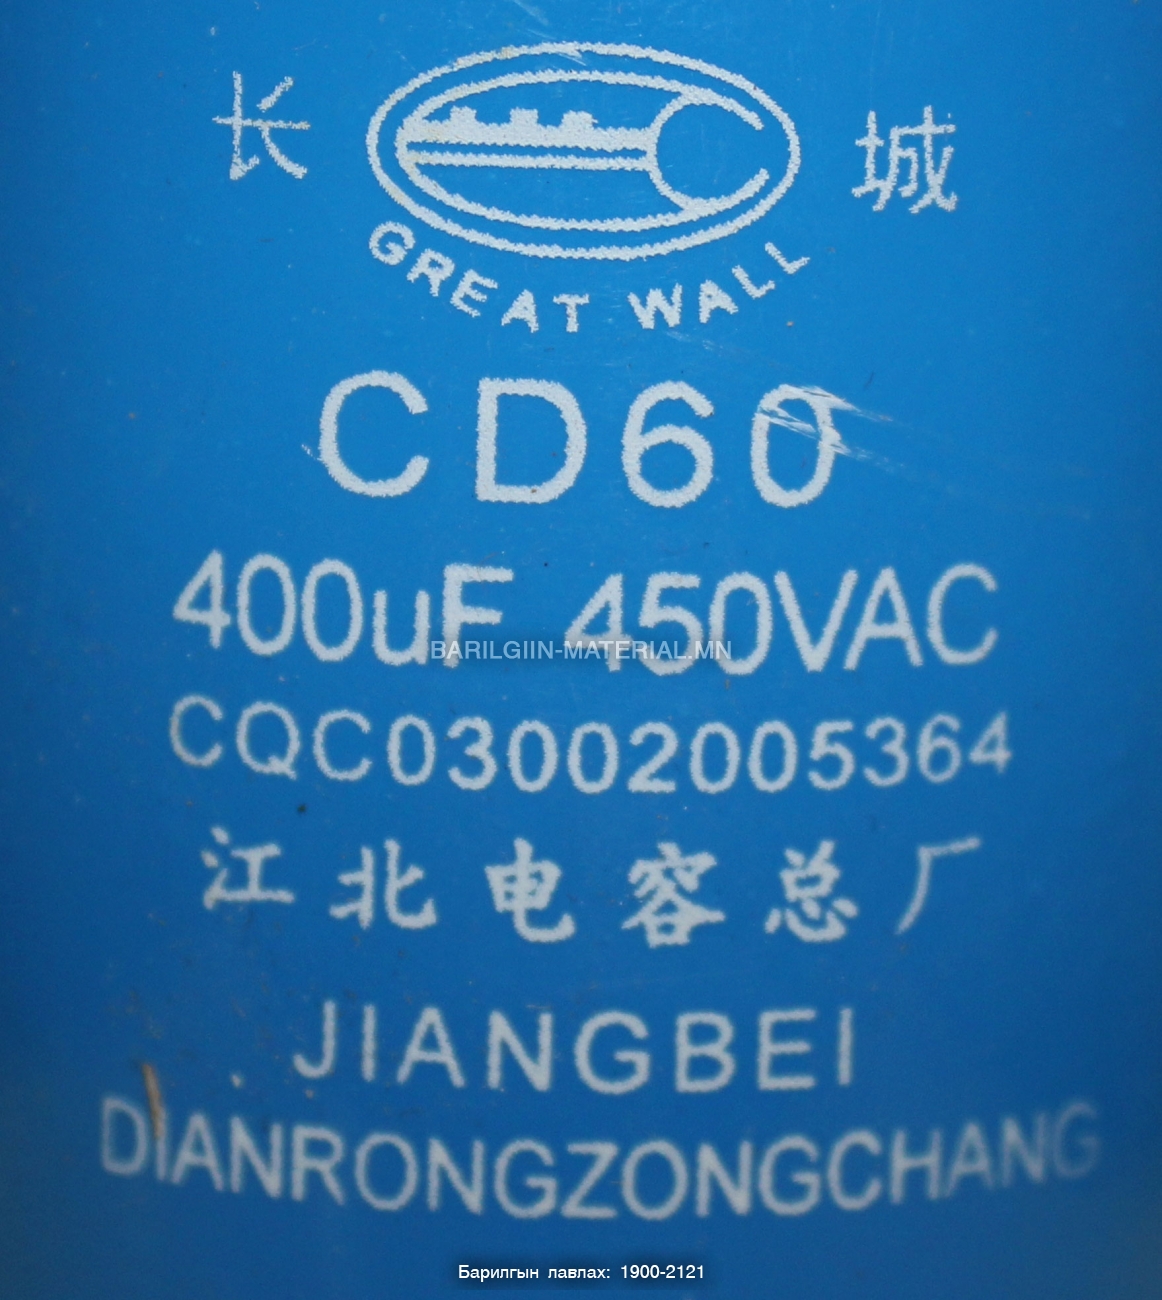 长 城
GREAT WALL
CD60
400uF 450VAC
BARILGIIN-MATERIAL.MN
CQC03002005364
江北电容总厂
JIANGBEI
DIANRONGZONGCHANG
Барилгын лавлах: 1900-2121